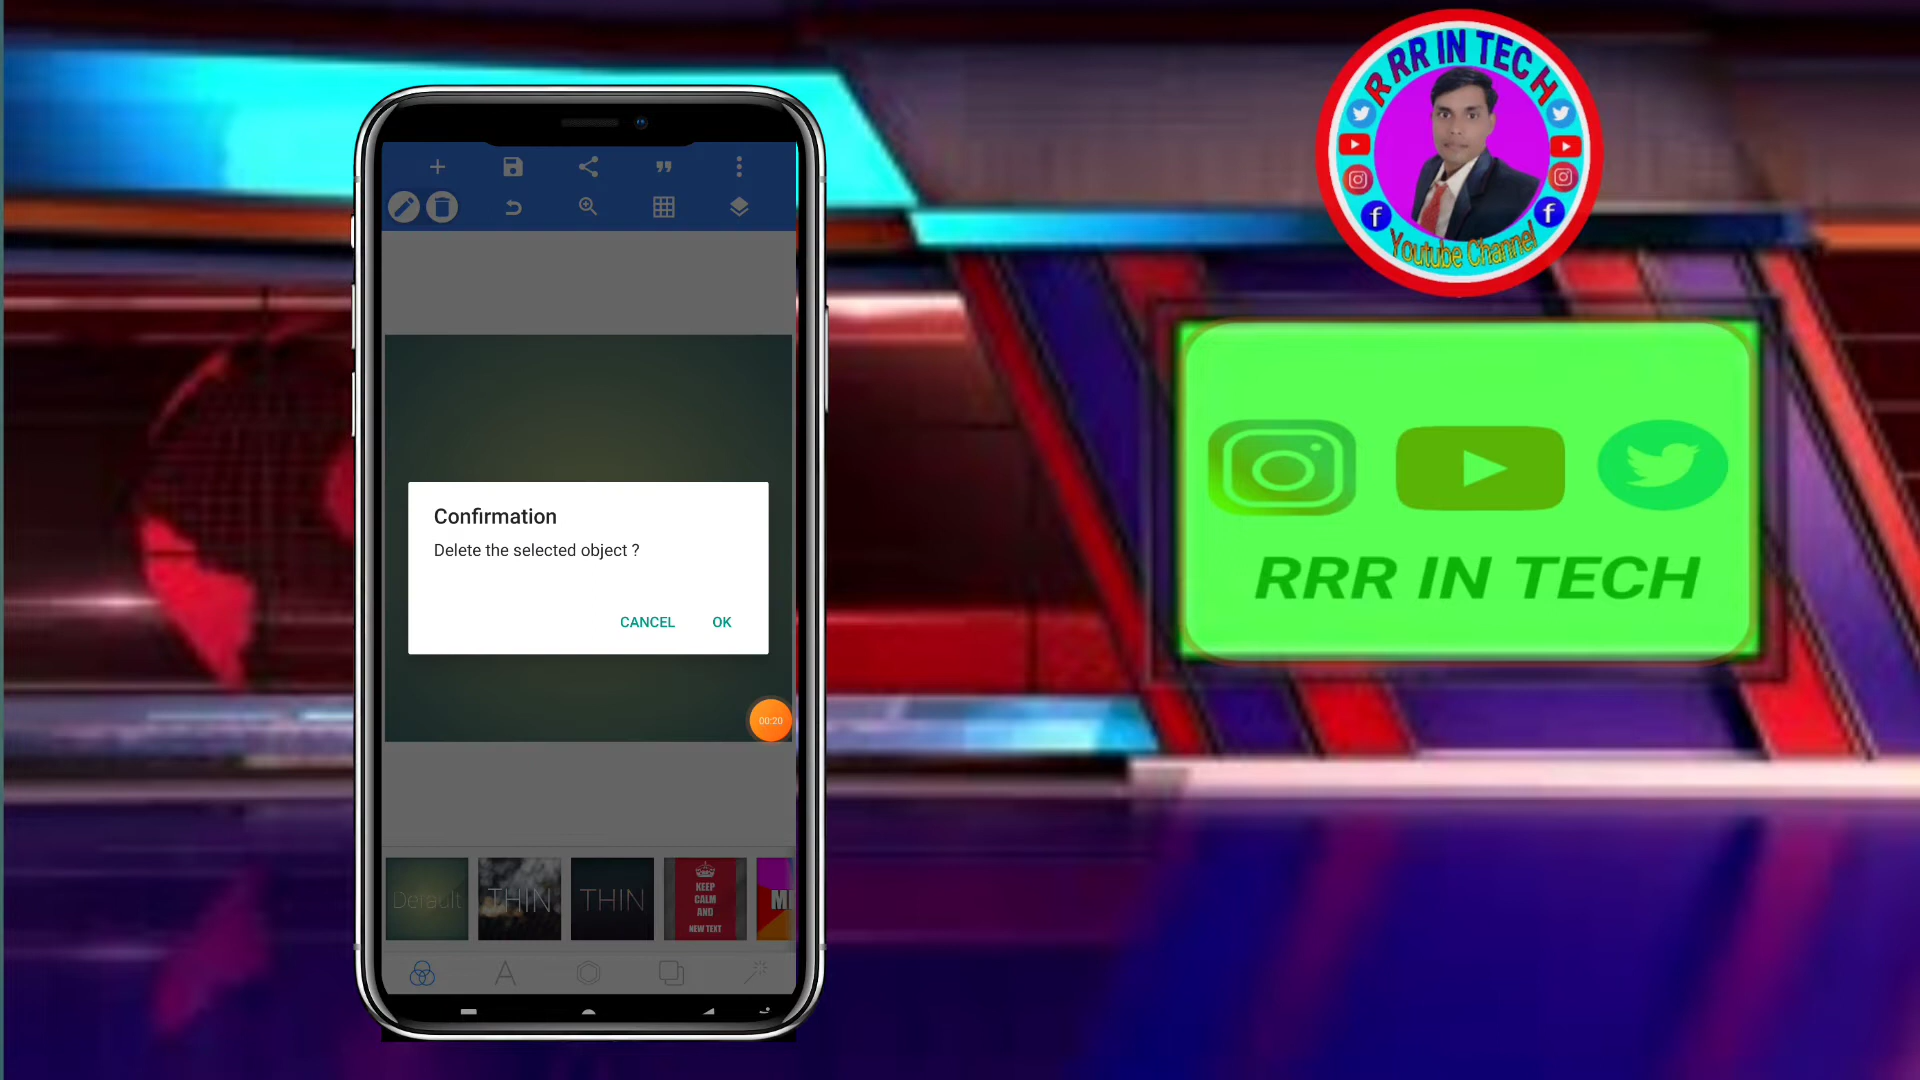 RRR IN TECH
Youtube Channel
Confirmation
Delete the selected object ?
CANCEL OK
00:20
Default
THIN
THIN
KEEP
CALM
AND
NEW TEXT
RRR IN TECH